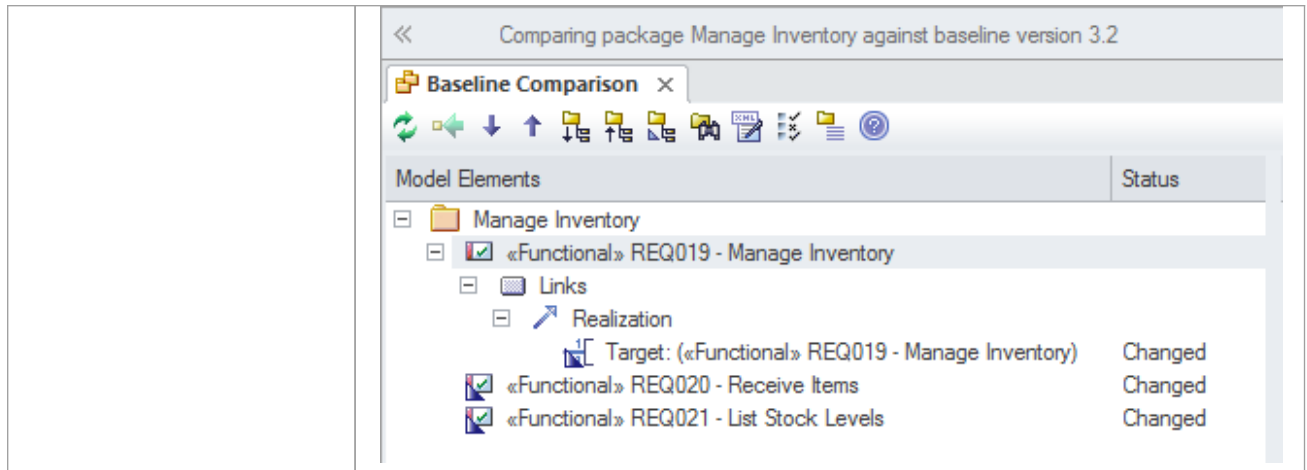 Comparing package Manage Inventory against baseline version 3.2
Baseline Comparison
Model Elements Status
Manage Inventory
«Functional» REQ019 - Manage Inventory
Links
Realization
Target: («Functional» REQ019 - Manage Inventory) Changed
«Functional» REQ020 - Receive Items Changed
«Functional» REQ021 - List Stock Levels Changed